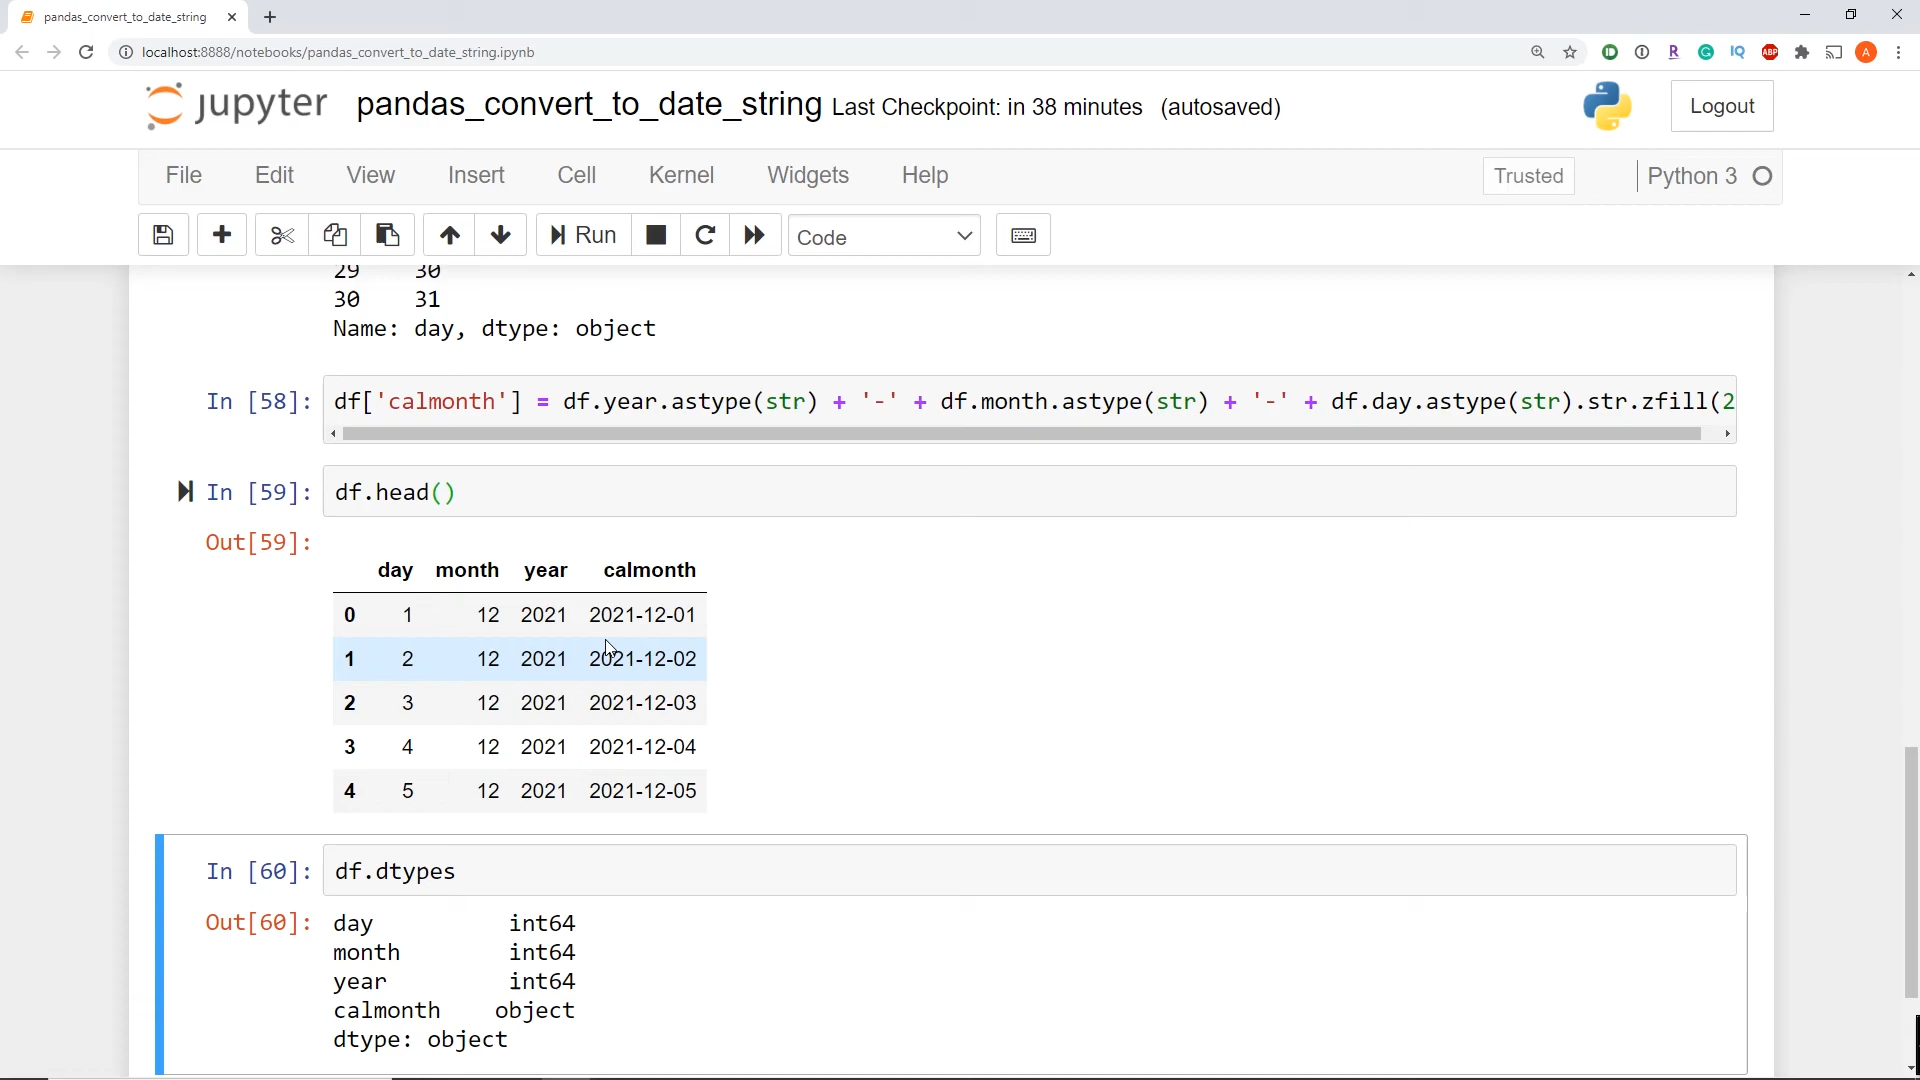 pandas_convert_to_date_string
localhost:8888/notebooks/pandas_convert_to_date_string.ipynb
R IQ ABP A
jupyter pandas_convert_to_date_string Last Checkpoint: in 38 minutes (autosaved) Logout
File Edit View Insert Cell Kernel Widgets Help Trusted Python 3
Run Code
29 30
30 31
Name: day, dtype: object
In [58]: df['calmonth'] = df.year.astype(str) + '-' + df.month.astype(str) + '-' + df.day.astype(str).str.zfill(2
In [59]: df.head()
Out[59]:
day month year calmonth
0 1 12 2021 2021-12-01
1 2 12 2021 2021-12-02
2 3 12 2021 2021-12-03
3 4 12 2021 2021-12-04
4 5 12 2021 2021-12-05
In [60]: df.dtypes
Out[60]: day int64
month int64
year int64
calmonth object
dtype: object